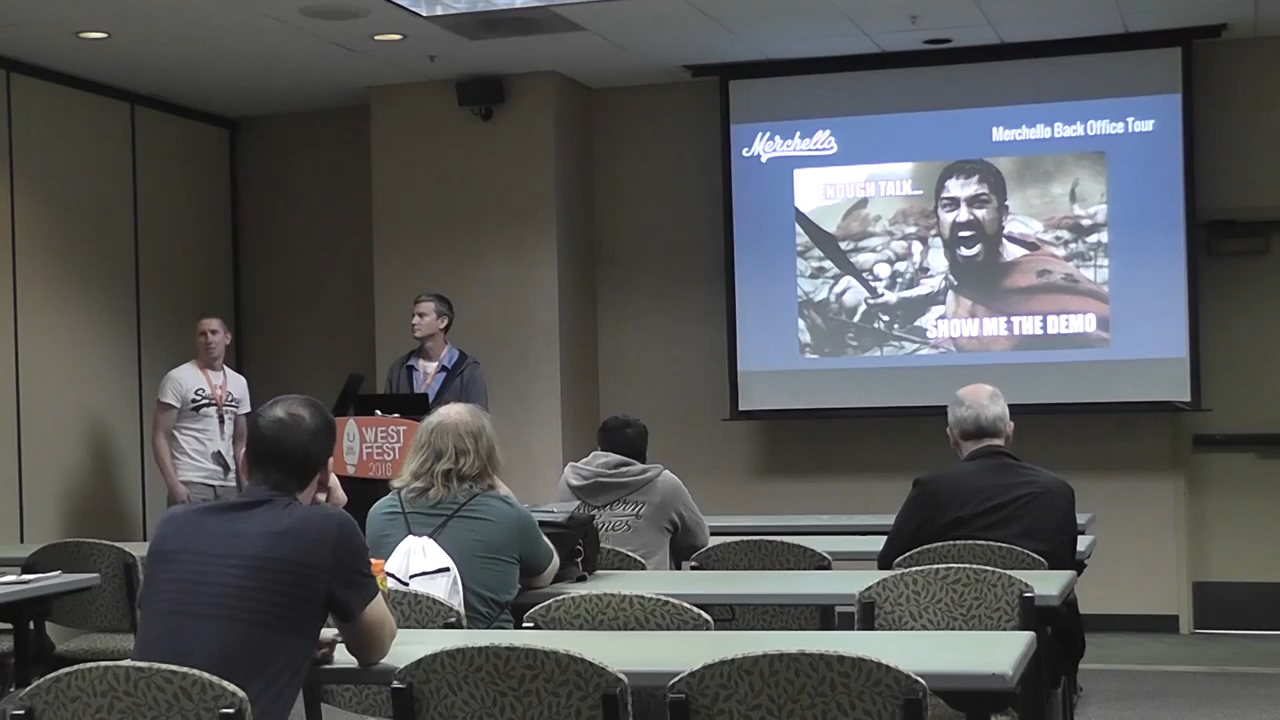 Merchello
Merchello Back Office Tour
ENOUGH TALK...
SHOW ME THE DEMO
WEST
FEST
2016